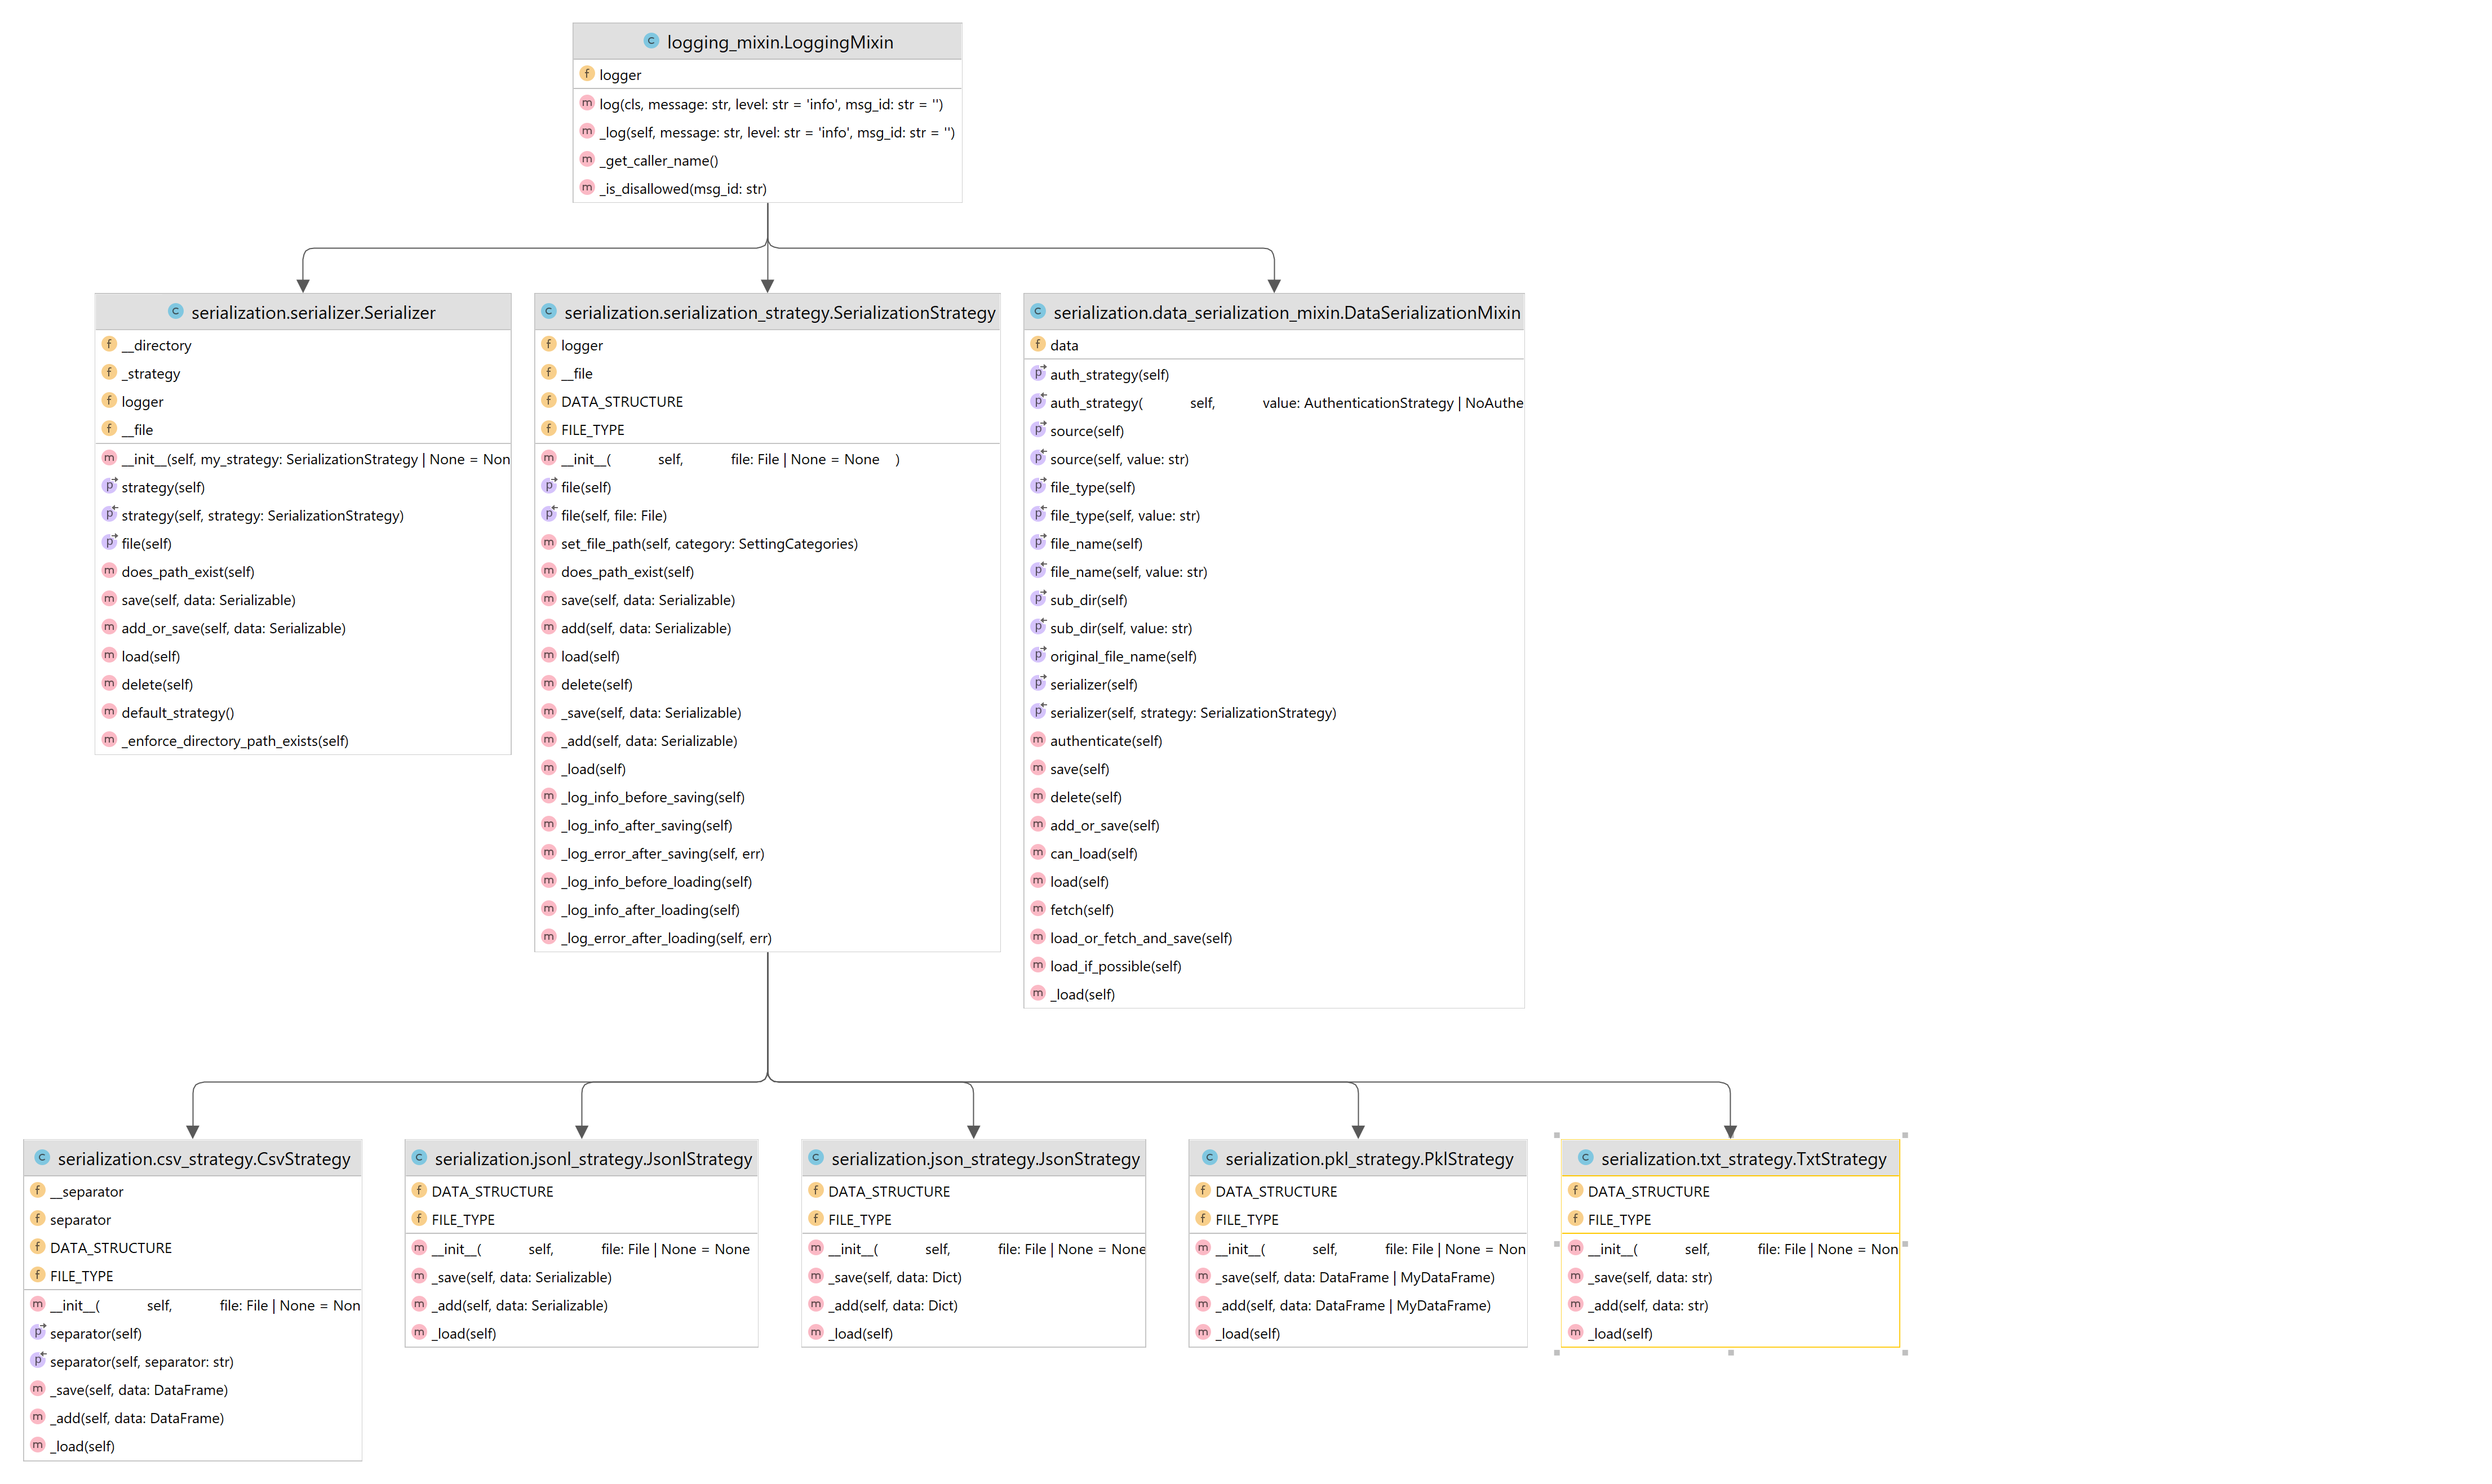 logging_mixin.LoggingMixin
logger
log(cls, message: str, level: str = 'info', msg_id: str = '')
_log(self, message: str, level: str = 'info', msg_id: str = '')
_get_caller_name()
_is_disallowed(msg_id: str)
serialization.serializer.Serializer
__directory
_strategy
logger
__file
__init__(self, my_strategy: SerializationStrategy | None = Non
strategy(self)
strategy(self, strategy: SerializationStrategy)
file(self)
does_path_exist(self)
save(self, data: Serializable)
add_or_save(self, data: Serializable)
load(self)
delete(self)
default_strategy()
_enforce_directory_path_exists(self)
serialization.serialization_strategy.SerializationStrategy
logger
__file
DATA_STRUCTURE
FILE_TYPE
__init__( self, file: File | None = None )
file(self)
file(self, file: File)
set_file_path(self, category: SettingCategories)
does_path_exist(self)
save(self, data: Serializable)
add(self, data: Serializable)
load(self)
delete(self)
_save(self, data: Serializable)
_add(self, data: Serializable)
_load(self)
_log_info_before_saving(self)
_log_info_after_saving(self)
_log_error_after_saving(self, err)
_log_info_before_loading(self)
_log_info_after_loading(self)
_log_error_after_loading(self, err)
serialization.data_serialization_mixin.DataSerializationMixin
data
auth_strategy(self)
auth_strategy( self, value: AuthenticationStrategy | NoAuthe
source(self)
source(self, value: str)
file_type(self)
file_type(self, value: str)
file_name(self)
file_name(self, value: str)
sub_dir(self)
sub_dir(self, value: str)
original_file_name(self)
serializer(self)
serializer(self, strategy: SerializationStrategy)
authenticate(self)
save(self)
delete(self)
add_or_save(self)
can_load(self)
load(self)
fetch(self)
load_or_fetch_and_save(self)
load_if_possible(self)
_load(self)
serialization.csv_strategy.CsvStrategy
__separator
separator
DATA_STRUCTURE
FILE_TYPE
__init__( self, file: File | None = Non
separator(self)
separator(self, separator: str)
_save(self, data: DataFrame)
_add(self, data: DataFrame)
_load(self)
serialization.jsonl_strategy.JsonlStrategy
DATA_STRUCTURE
FILE_TYPE
__init__( self, file: File | None = None
_save(self, data: Serializable)
_add(self, data: Serializable)
_load(self)
serialization.json_strategy.JsonStrategy
DATA_STRUCTURE
FILE_TYPE
__init__( self, file: File | None = None
_save(self, data: Dict)
_add(self, data: Dict)
_load(self)
serialization.pkl_strategy.PklStrategy
DATA_STRUCTURE
FILE_TYPE
__init__( self, file: File | None = Non
_save(self, data: DataFrame | MyDataFrame)
_add(self, data: DataFrame | MyDataFrame)
_load(self)
serialization.txt_strategy.TxtStrategy
DATA_STRUCTURE
FILE_TYPE
__init__( self, file: File | None = Non
_save(self, data: str)
_add(self, data: str)
_load(self)